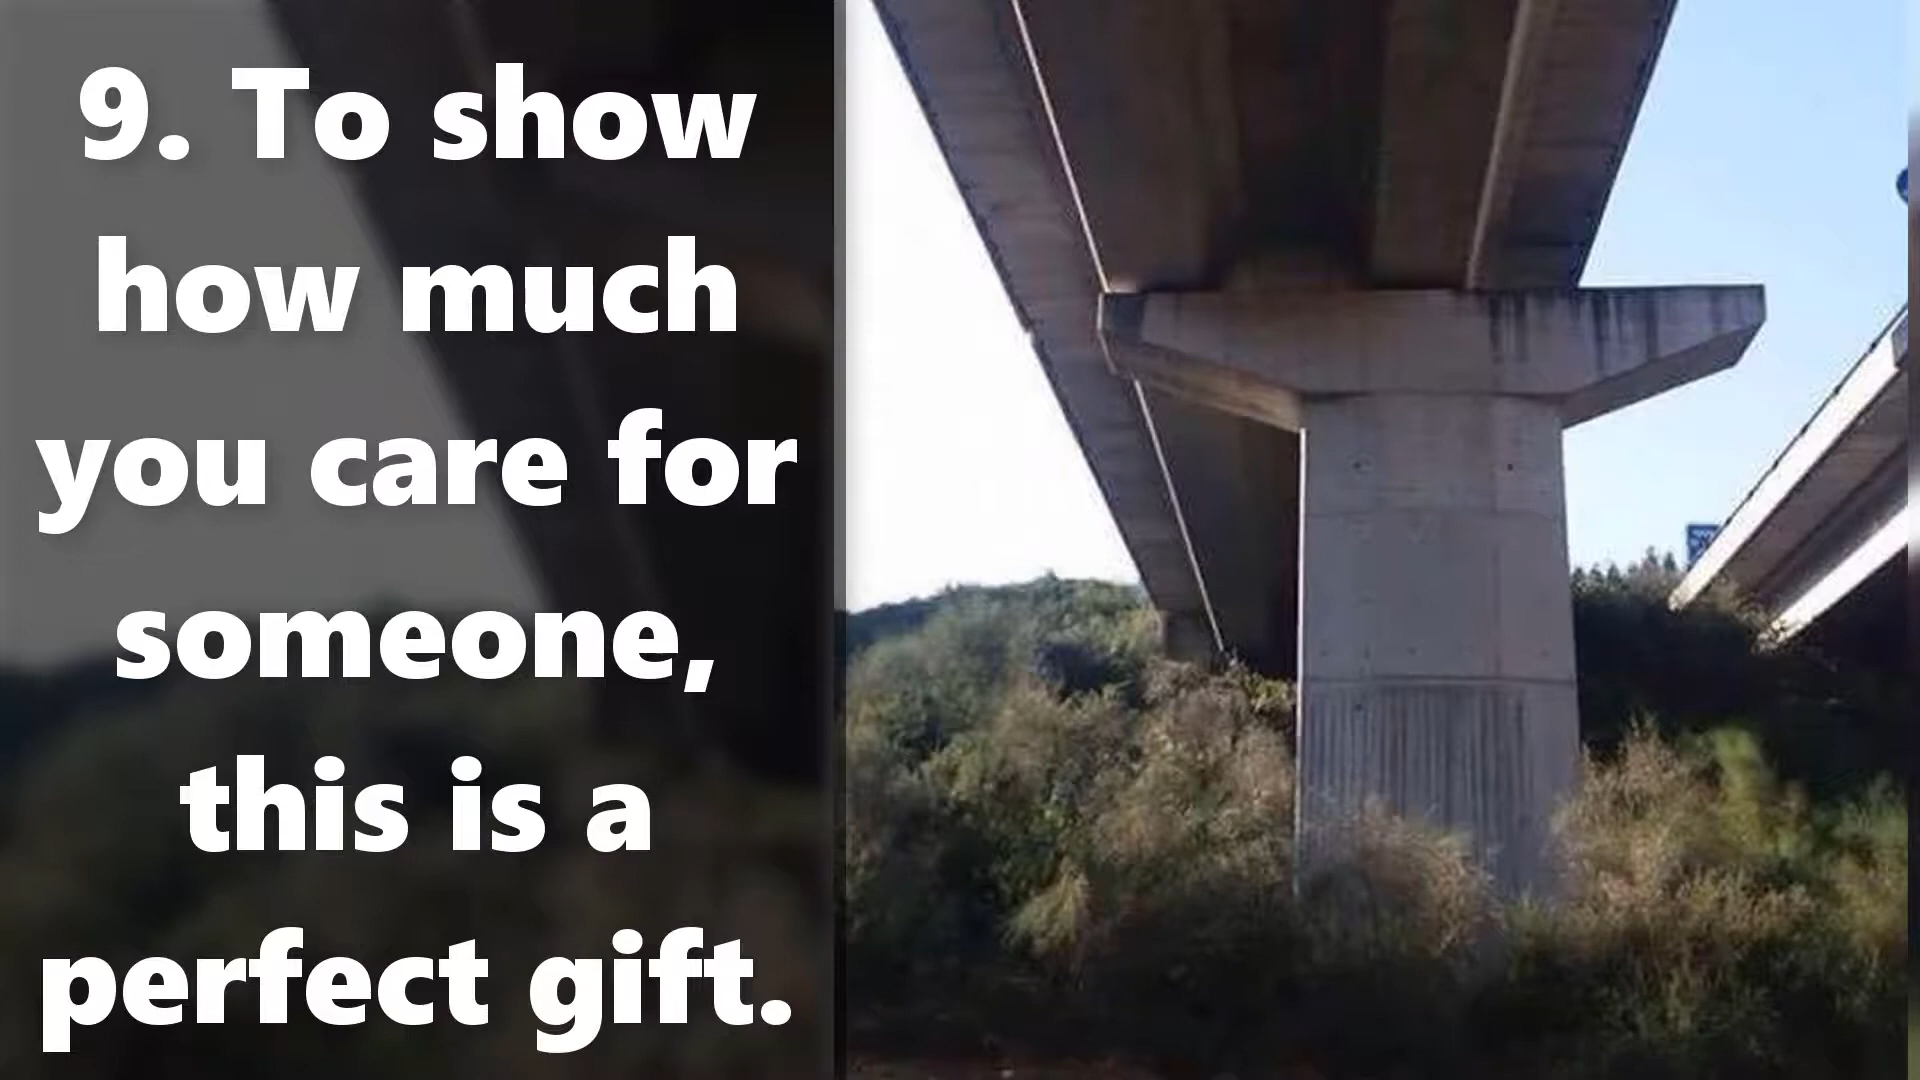 9. To show
how much
you care for
someone,
this is a
perfect gift.